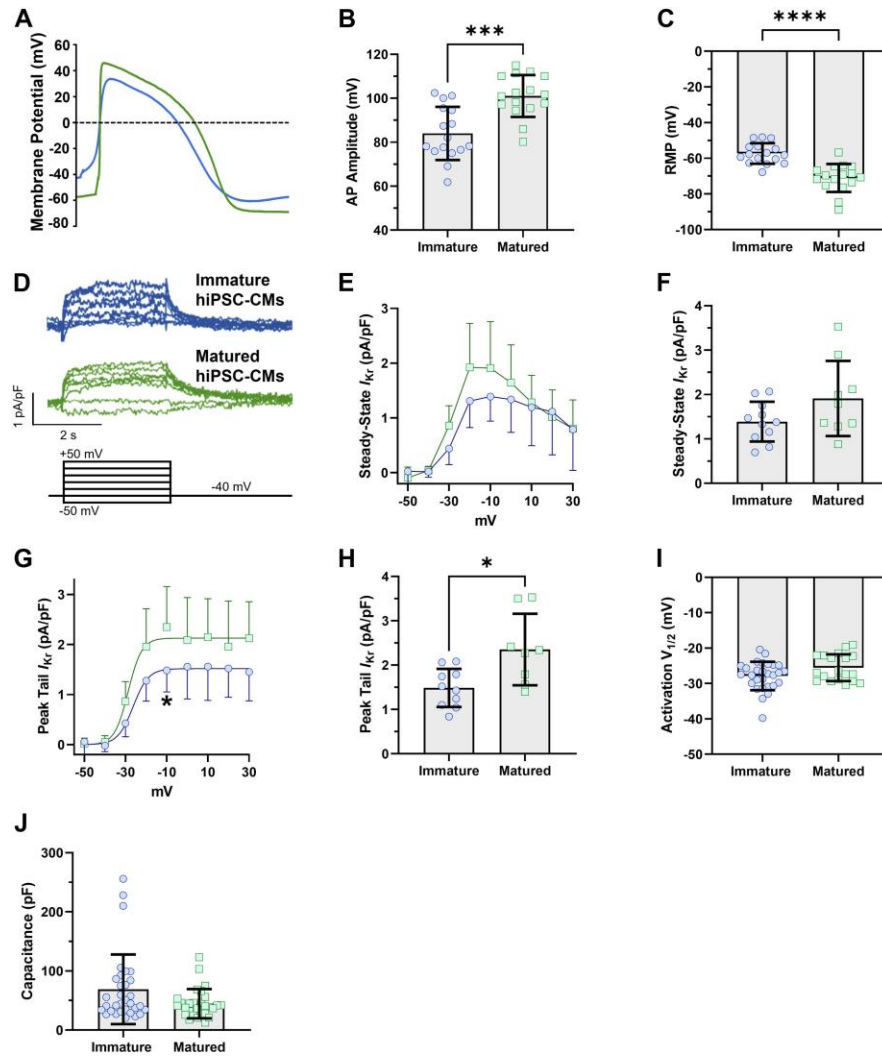 A
Membrane Potential (mV)
60
40
20
0
-20
-40
-60
-80
B
***
AP Amplitude (mV)
120
100
80
60
40
Immature Matured
C
****
RMP (mV)
0
-20
-40
-60
-80
-100
Immature Matured
D
Immature
hiPSC-CMs
Matured
hiPSC-CMs
1 pA/pF
2 s
+50 mV
-40 mV
-50 mV
E
Steady-State IKr (pA/pF)
3
2
1
0
-50 -30 -10 10 30
mV
F
Steady-State IKr (pA/pF)
4
3
2
1
0
Immature Matured
G
Peak Tail IKr (pA/pF)
3
2
1
0
*
-50 -30 -10 10 30
mV
H
*
Peak Tail IKr (pA/pF)
4
3
2
1
0
Immature Matured
I
Activation V1/2 (mV)
0
-10
-20
-30
-40
-50
Immature Matured
J
Capacitance (pF)
300
200
100
0
Immature Matured